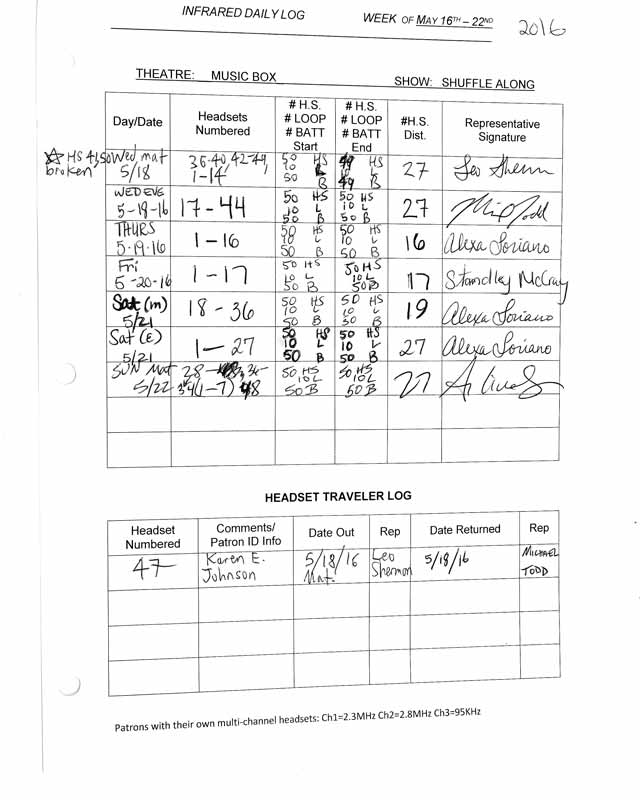 INFRARED DAILY LOG WEEK OF MAY 16TH – 22ND 2016
THEATRE: MUSIC BOX SHOW: SHUFFLE ALONG
Day/Date
Headsets Numbered
# H.S. # LOOP # BATT Start
# H.S. # LOOP # BATT End
#H.S. Dist.
Representative Signature
☆ HS 41,50 broken
Wed mat 5/18
36-40, 42-49, 1-14
50 HS
10 L
50 B
49 HS
10 L
49 B
27
Leo Sherman
WED EVE 5-18-16
17-44
50 HS
10 L
50 B
50 HS
10 L
50 B
27
THURS 5-19-16
1-16
50 HS
10 L
50 B
50 HS
10 L
50 B
16
Alexa Soriano
Fri 5-20-16
1-17
50 HS
10 L
50 B
50 HS
10 L
50 B
17
Standley McCray
Sat (m) 5/21
18-36
50 HS
10 L
50 B
50 HS
10 L
50 B
19
Alexa Soriano
Sat (E) 5/21
1-27
50 HS
10 L
50 B
50 HS
10 L
50 B
27
Alexa Soriano
SUN Mat 5/22
28-
(1-7)
50 HS
10 L
50 B
50 HS
10 L
50 B
27
HEADSET TRAVELER LOG
Headset Numbered
Comments/ Patron ID Info
Date Out
Rep
Date Returned
Rep
47
Karen E. Johnson
5/18/16 Mat.
Leo Sherman
5/18/16
MICHAEL TODD
Patrons with their own multi-channel headsets: Ch1=2.3MHz Ch2=2.8MHz Ch3=95KHz